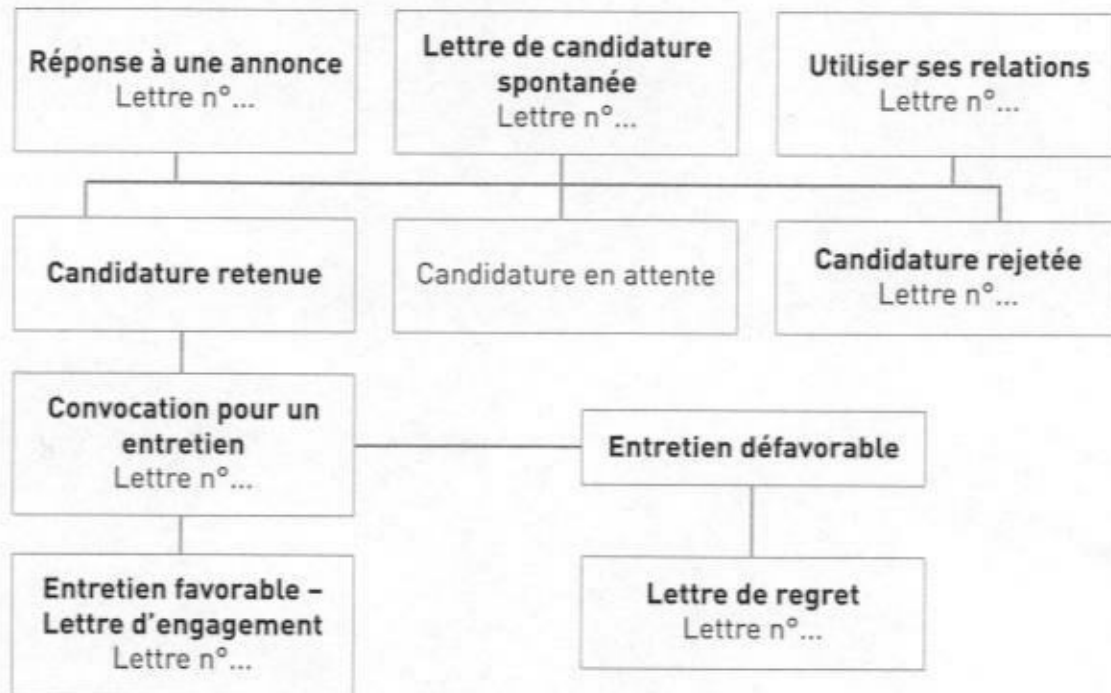 Réponse à une annonce
Lettre n°...
Lettre de candidature
spontanée
Lettre n°...
Utiliser ses relations
Lettre n°...
Candidature retenue
Candidature en attente
Candidature rejetée
Lettre n°...
Convocation pour un
entretien
Lettre n°...
Entretien défavorable
Entretien favorable –
Lettre d'engagement
Lettre n°...
Lettre de regret
Lettre n°...